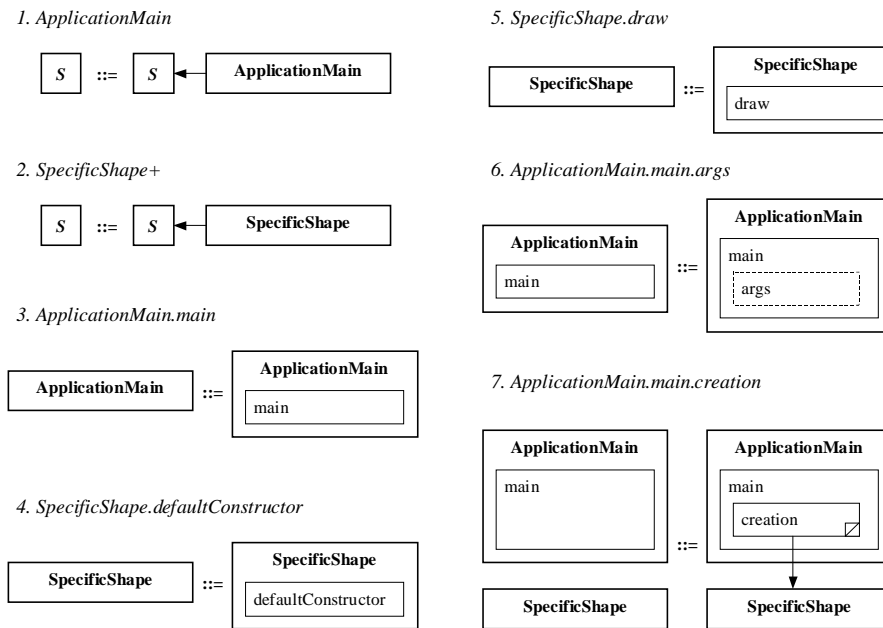 1. ApplicationMain
S ::= S ApplicationMain
2. SpecificShape+
S ::= S SpecificShape
3. ApplicationMain.main
ApplicationMain ::= ApplicationMain
main
4. SpecificShape.defaultConstructor
SpecificShape ::= SpecificShape
defaultConstructor
5. SpecificShape.draw
SpecificShape ::= SpecificShape
draw
6. ApplicationMain.main.args
ApplicationMain ::= ApplicationMain
main main
args
7. ApplicationMain.main.creation
ApplicationMain ApplicationMain
main main
creation
::=
SpecificShape SpecificShape